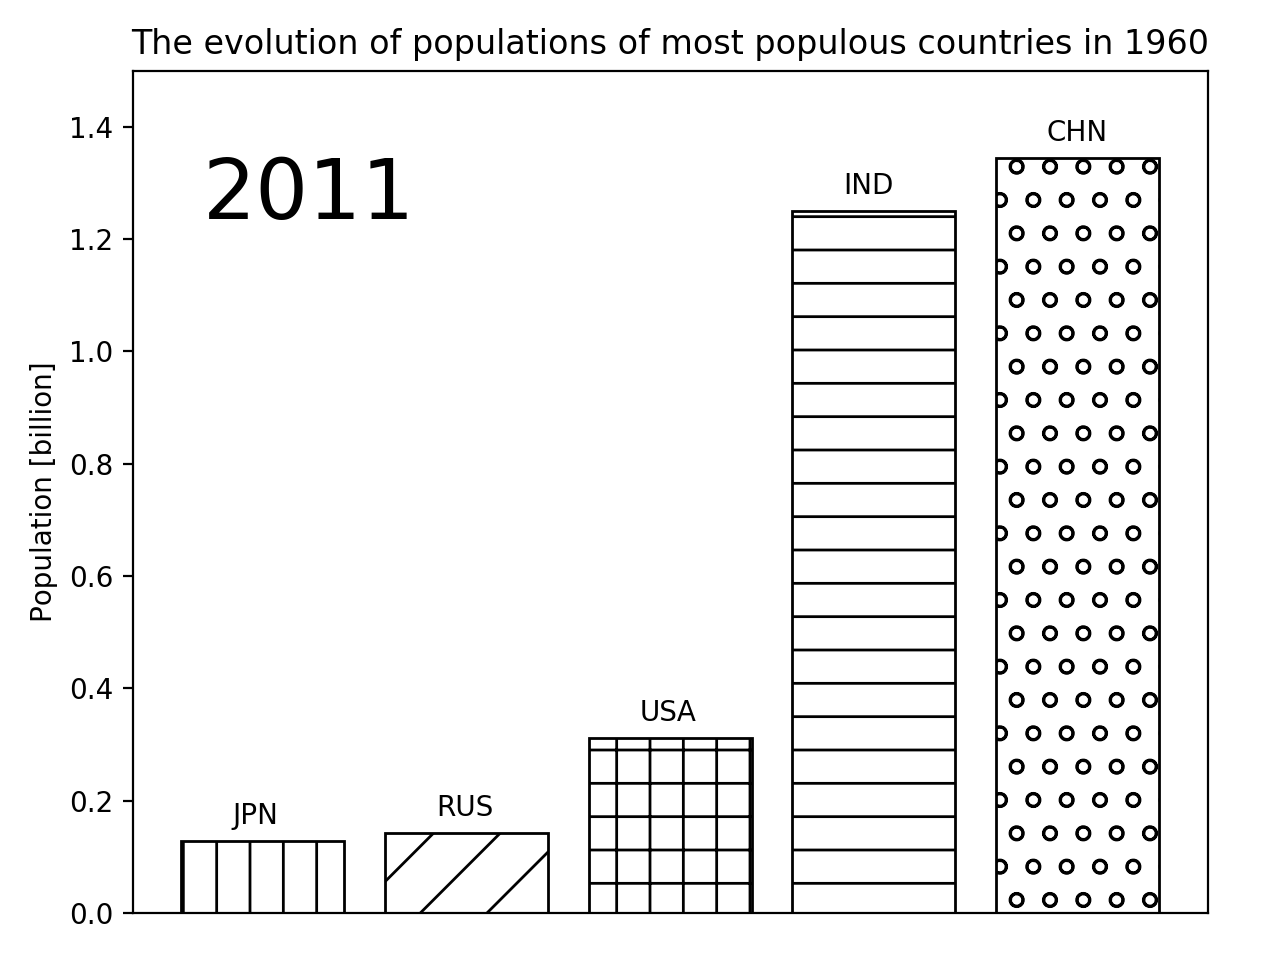 The evolution of populations of most populous countries in 1960
2011
Population [billion]
1.4
1.2
1.0
0.8
0.6
0.4
0.2
0.0
JPN
RUS
USA
IND
CHN